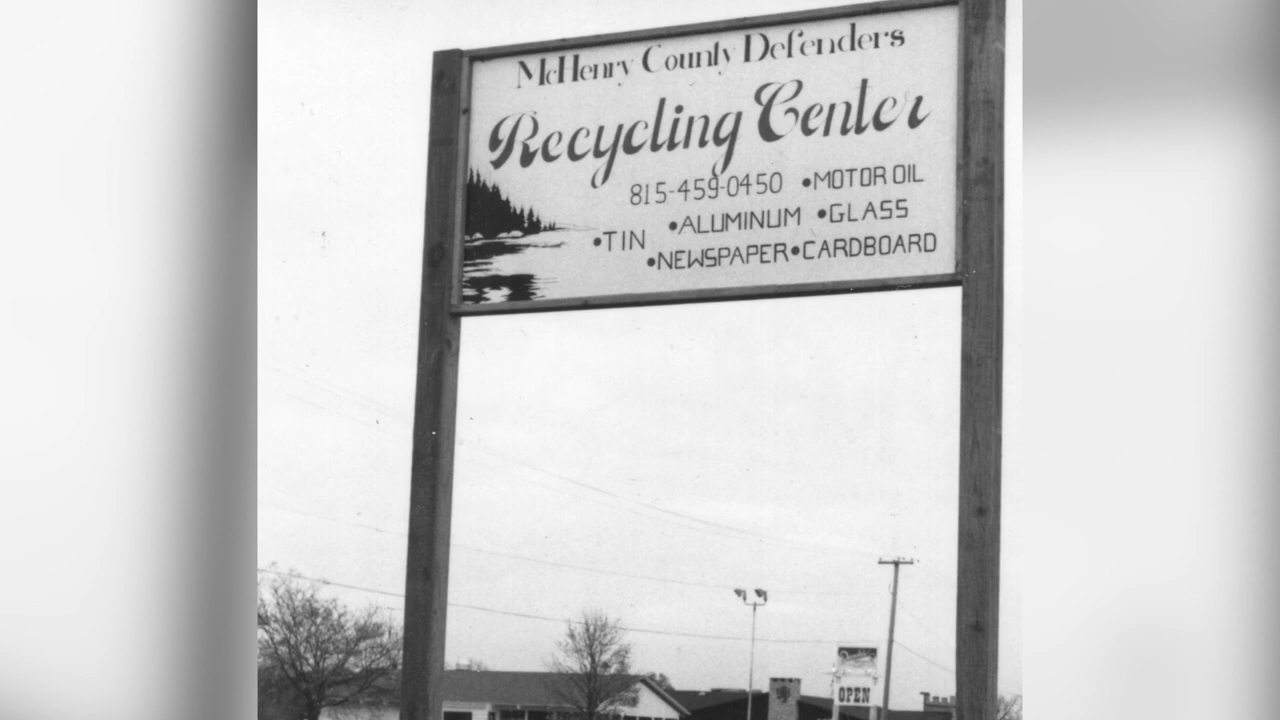 McHenry County Defenders
Recycling Center
815-459-0450 •MOTOR OIL
•TIN •ALUMINUM •GLASS
•NEWSPAPER •CARDBOARD
OPEN